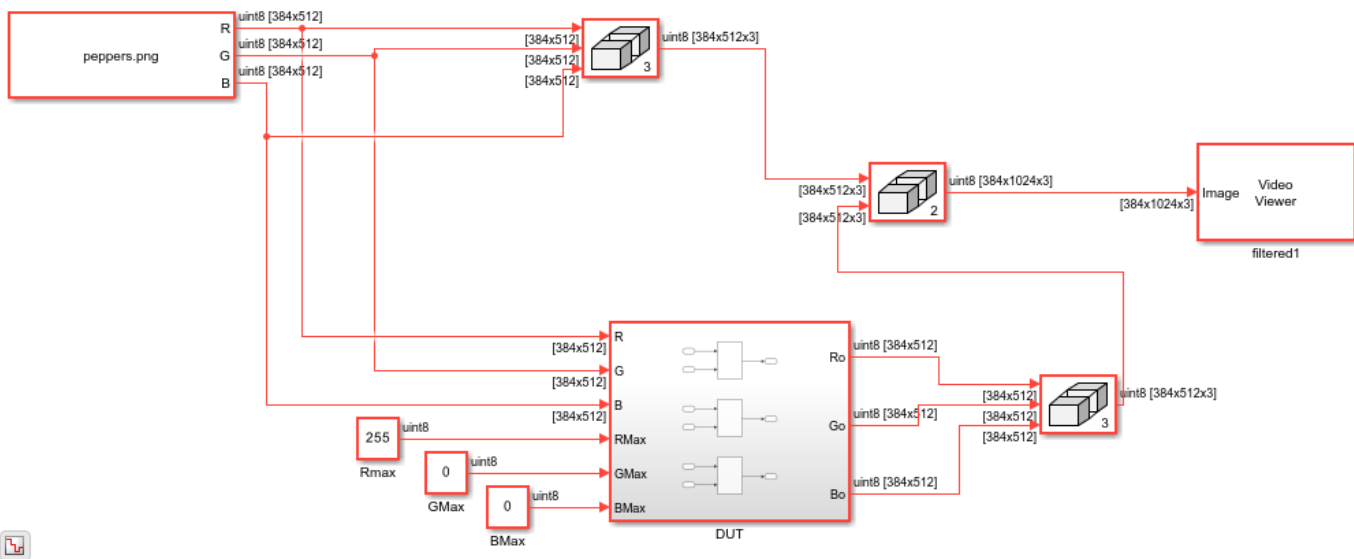 peppers.png
R
G
B
uint8 [384x512]
uint8 [384x512]
uint8 [384x512]
[384x512]
[384x512]
[384x512]
3
uint8 [384x512x3]
[384x512x3]
[384x512x3]
2
uint8 [384x1024x3]
[384x1024x3]
Image
Video
Viewer
filtered1
[384x512]
[384x512]
[384x512]
255
uint8
Rmax
0
uint8
GMax
0
uint8
BMax
R
G
B
RMax
GMax
BMax
Ro
Go
Bo
DUT
uint8 [384x512]
uint8 [384x512]
uint8 [384x512]
[384x512]
[384x512]
[384x512]
3
uint8 [384x512x3]